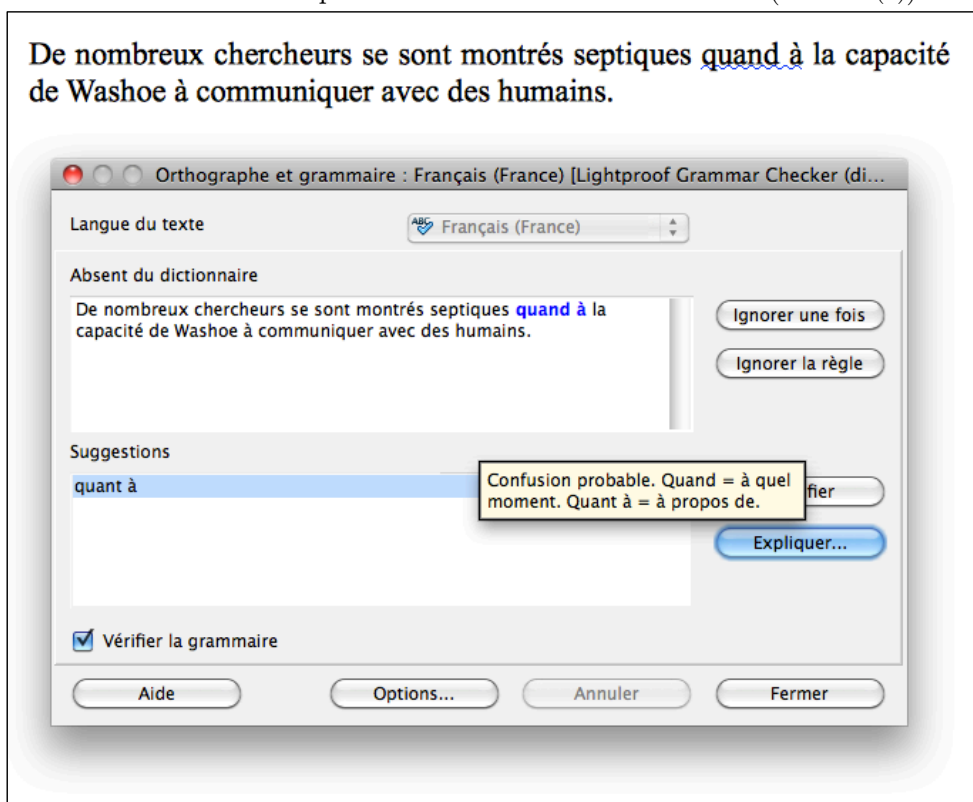 De nombreux chercheurs se sont montrés septiques quand à la capacité
de Washoe à communiquer avec des humains.
Orthographe et grammaire : Français (France) [Lightproof Grammar Checker (di...
Langue du texte
Français (France)
Absent du dictionnaire
De nombreux chercheurs se sont montrés septiques quand à la
capacité de Washoe à communiquer avec des humains.
Ignorer une fois
Ignorer la règle
Suggestions
quant à
Confusion probable. Quand = à quel
moment. Quant à = à propos de.
fier
Expliquer...
Vérifier la grammaire
Aide
Options...
Annuler
Fermer